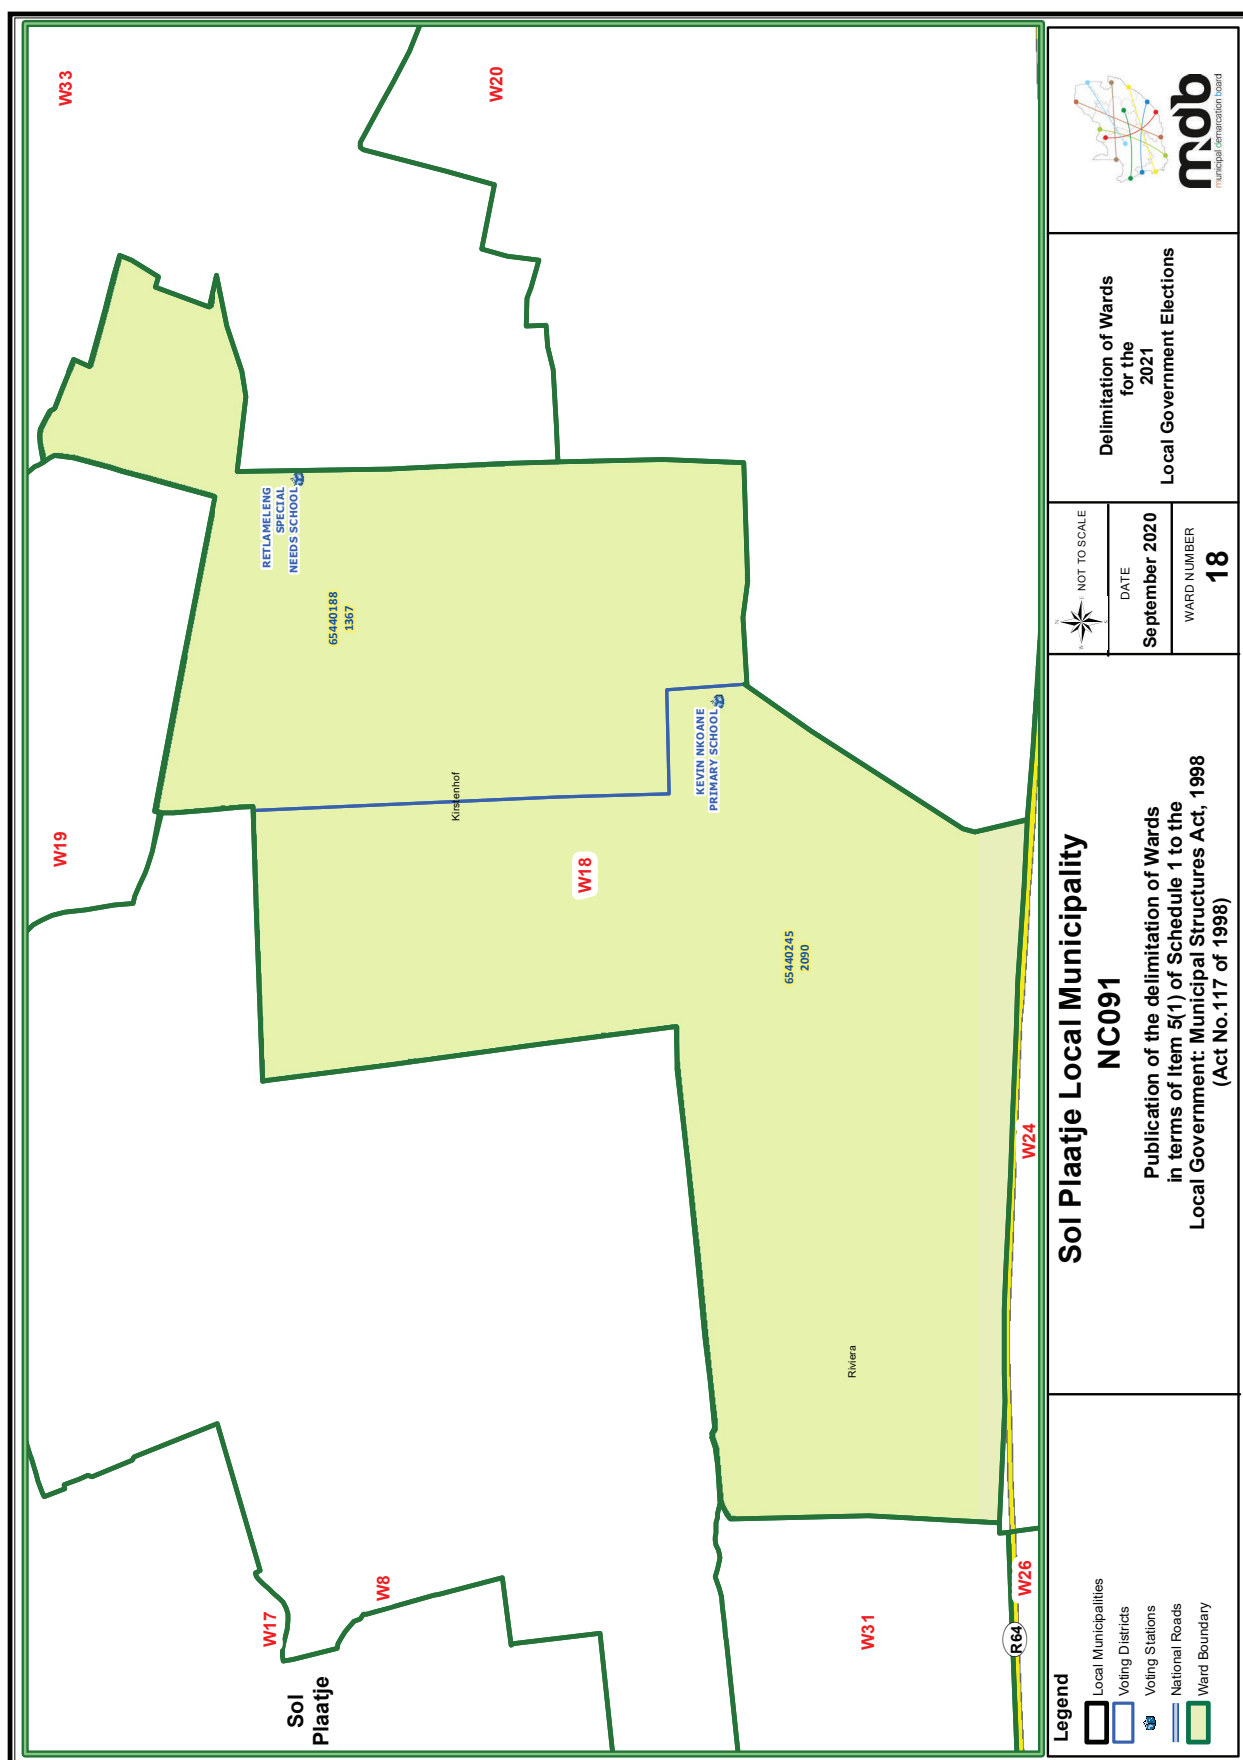 W33
W20
W19
RETLAMELENG
SPECIAL
NEEDS SCHOOL
65440188
1367
Kirstenhof
KEVIN NKOANE
PRIMARY SCHOOL
W18
65440245
2090
Riviera
W17
W8
Sol
Plaatje
W31
W24
W26
R64
Legend
Local Municipalities
Voting Districts
Voting Stations
National Roads
Ward Boundary
Sol Plaatje Local Municipality
NC091
Publication of the delimitation of Wards
in terms of Item 5(1) of Schedule 1 to the
Local Government: Municipal Structures Act, 1998
(Act No.117 of 1998)
N
W
E
S
NOT TO SCALE
DATE
September 2020
WARD NUMBER
18
Delimitation of Wards
for the
2021
Local Government Elections
mdb
municipal demarcation board